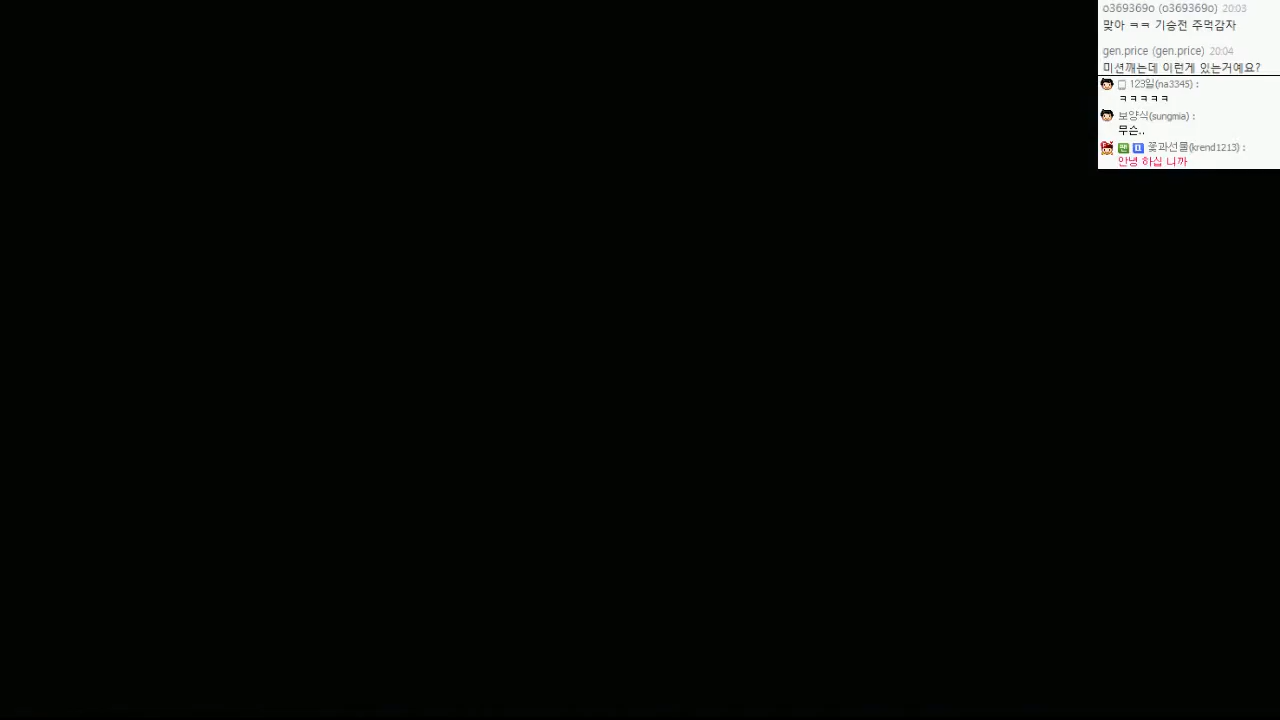 o369369o (o369369o) 20:03
맞아 ㅋㅋ 기승전 주먹감자
gen.price (gen.price) 20:04
미션깨는데 이런게 있는거예요?
123일(na3345) :
ㅋㅋㅋㅋㅋ
보양식(sungmia) :
무슨..
팬 꽃과선물(krend1213) :
안녕 하십 니까